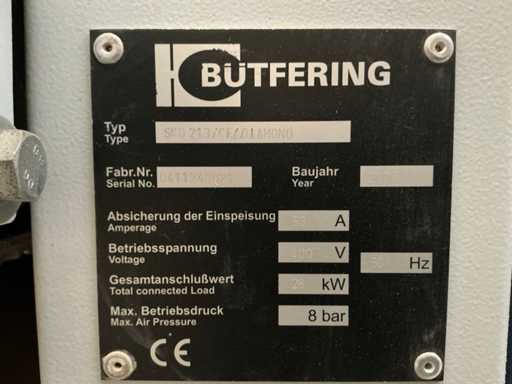 BÜTFERING
Typ
Type
Fabr.Nr.
Serial No.
Baujahr
Year
Absicherung der Einspeisung
Amperage
A
Betriebsspannung
Voltage
V
Hz
Gesamtanschlußwert
Total connected Load
kW
Max. Betriebsdruck
Max. Air Pressure
8 bar
CE